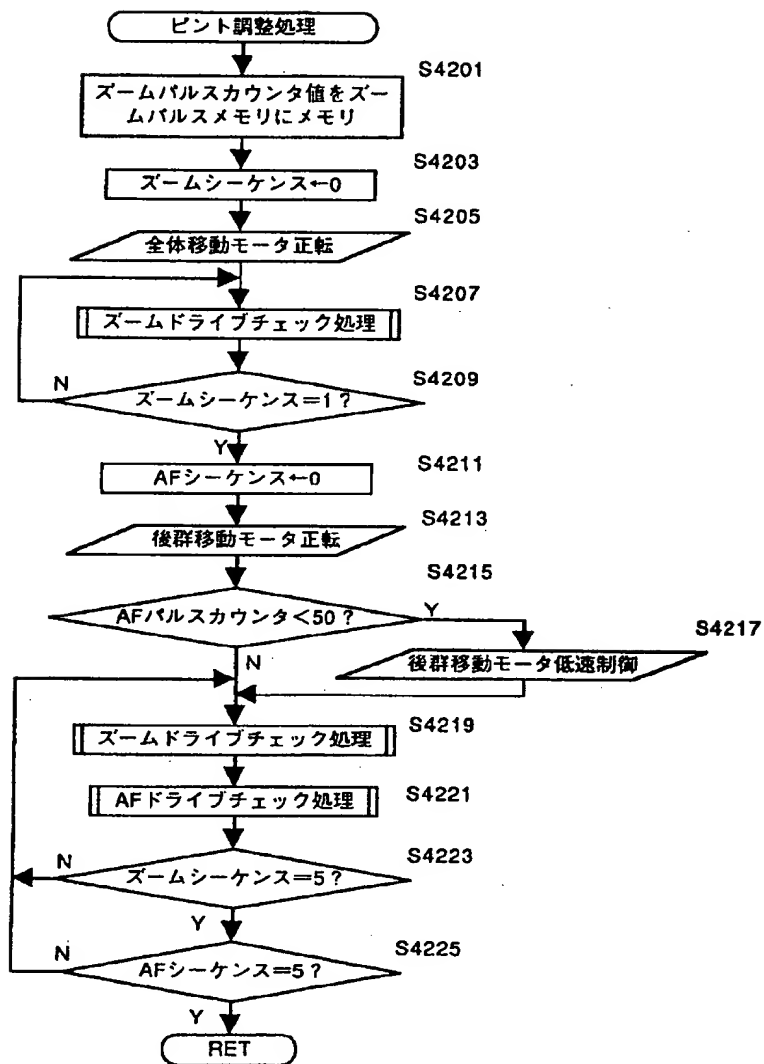 ピント調整処理
S4201
ズームパルスカウンタ値をズー
ムパルスメモリにメモリ
S4203
ズームシーケンス←0
S4205
全体移動モータ正転
S4207
ズームドライブチェック処理
N
S4209
ズームシーケンス=1?
Y
S4211
AFシーケンス←0
S4213
後群移動モータ正転
S4215
AFパルスカウンタ<50?
Y
S4217
N
後群移動モータ低速制御
S4219
ズームドライブチェック処理
S4221
AFドライブチェック処理
S4223
N
ズームシーケンス=5?
Y
S4225
N
AFシーケンス=5?
Y
RET